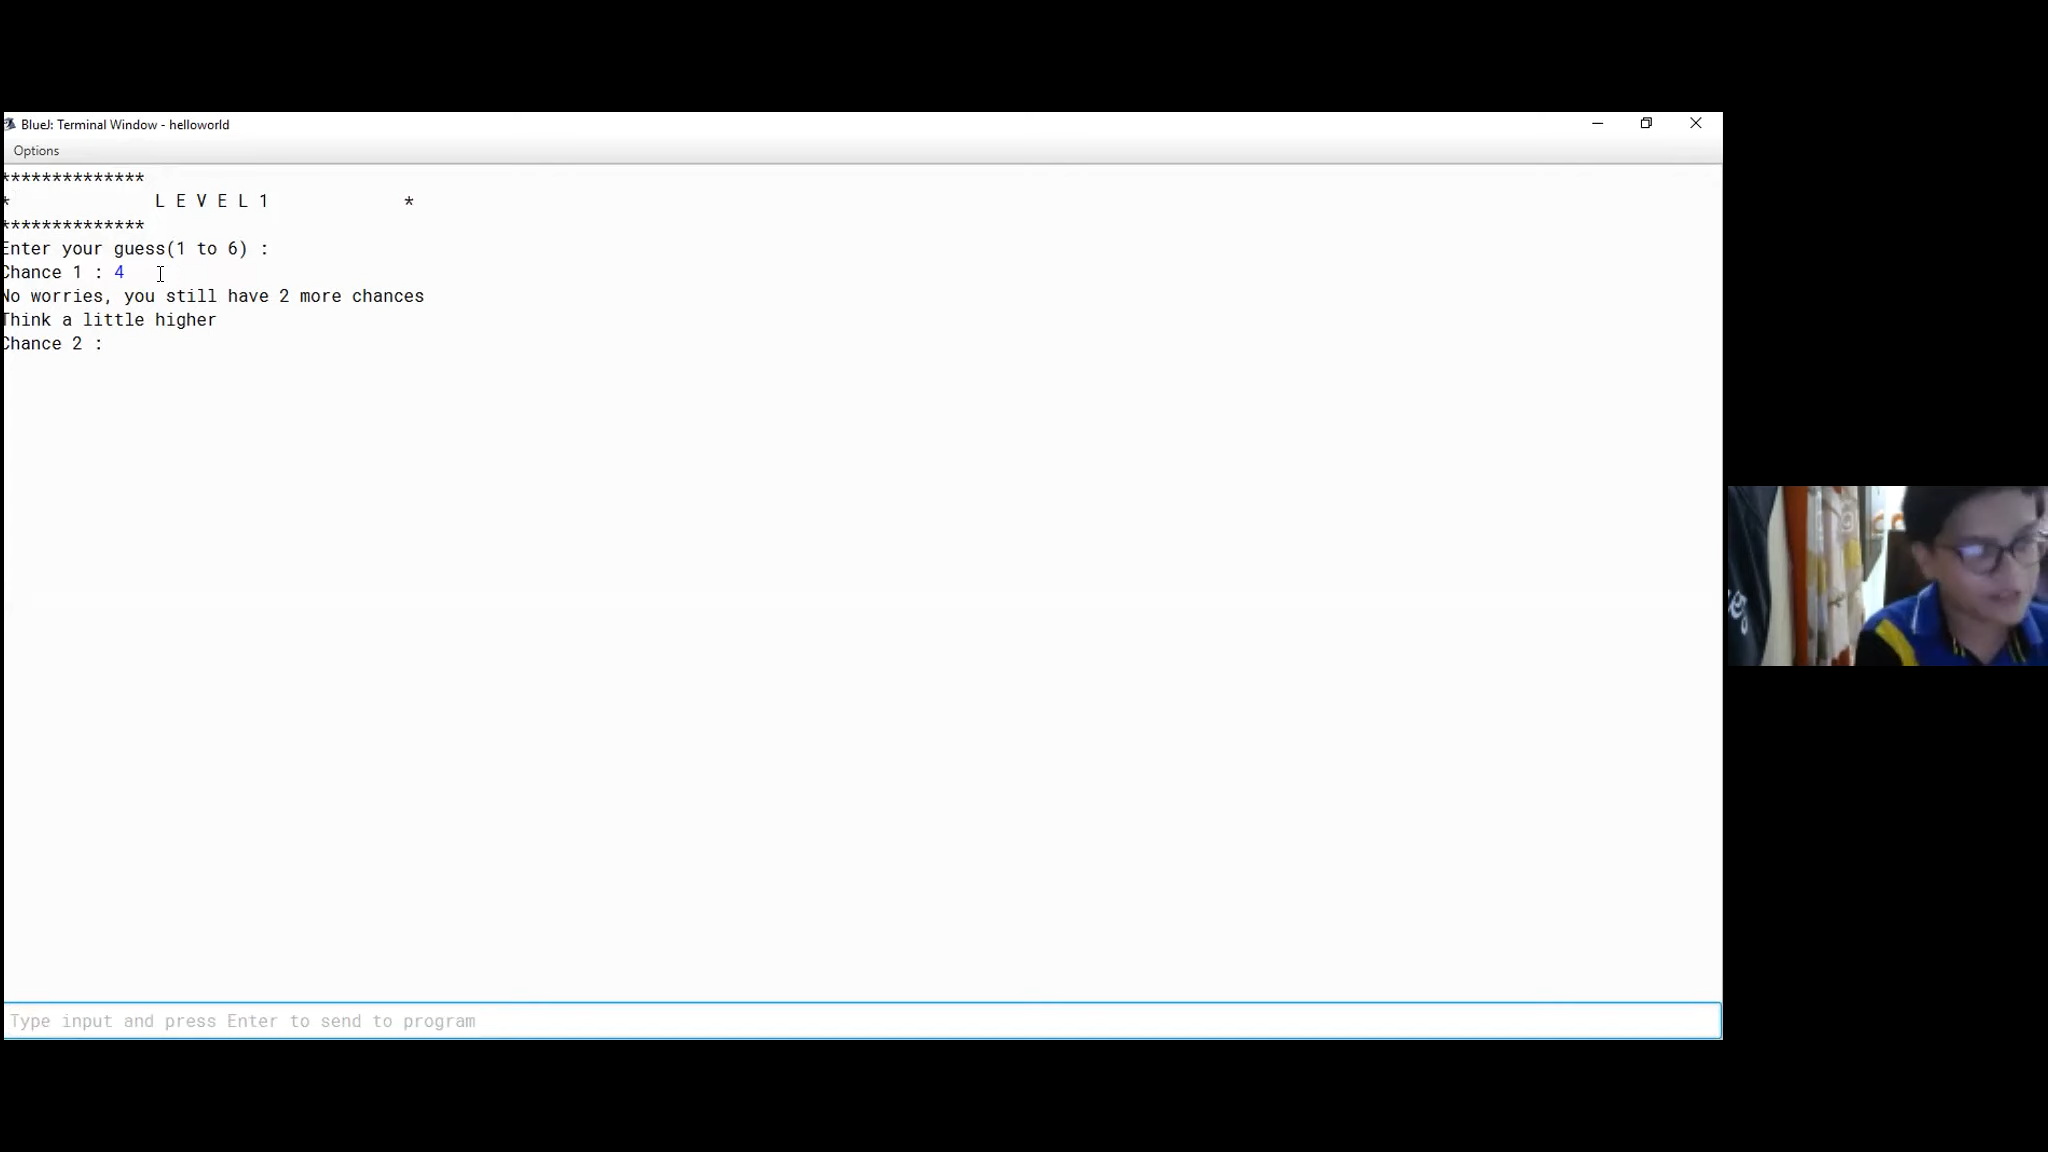 BlueJ: Terminal Window - helloworld
Options
**************
* L E V E L 1 *
**************
Enter your guess(1 to 6) :
Chance 1 : 4
No worries, you still have 2 more chances
Think a little higher
Chance 2 :
Type input and press Enter to send to program